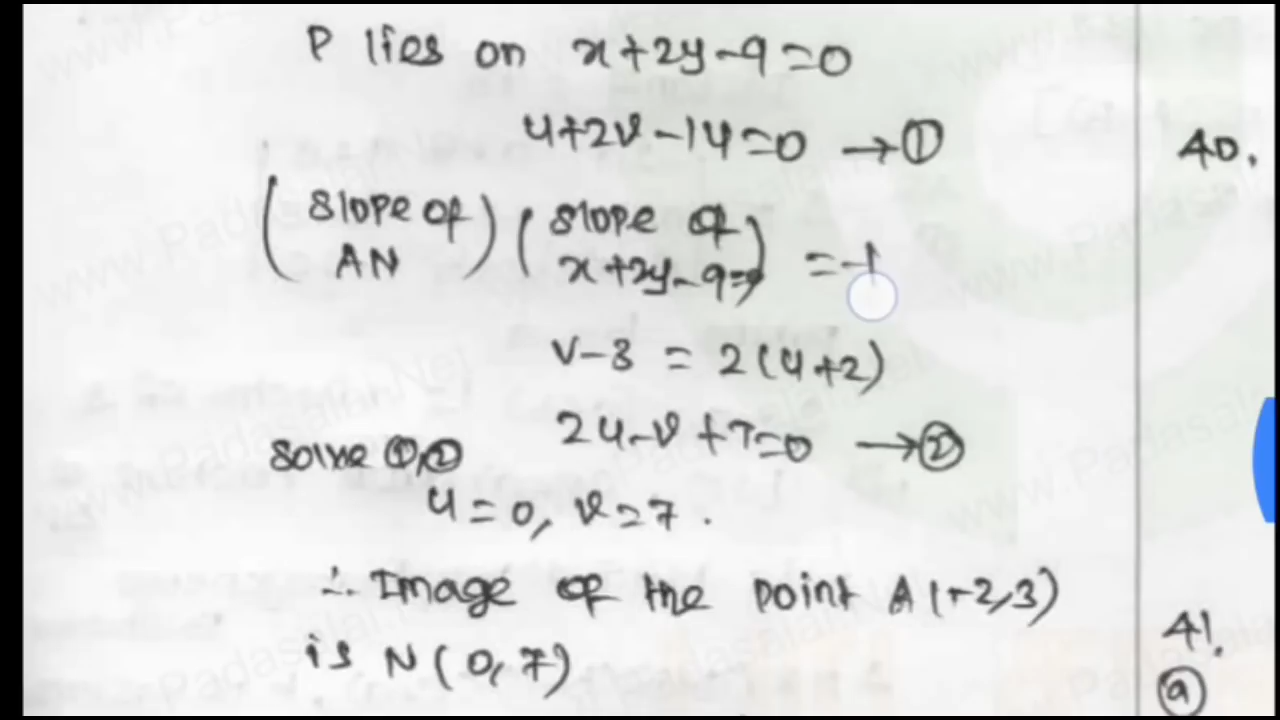 P lies on x+2y-9=0
u+2v-14=0 → ①
(slope of AN) (slope of x+2y-9=0) =-1
v-3 = 2(u+2)
2u-v+7=0 → ②
solve ①,②
u=0, v=7.
∴ Image of the point A(-2,3)
is N(0,7)
40.
41.
ⓐ